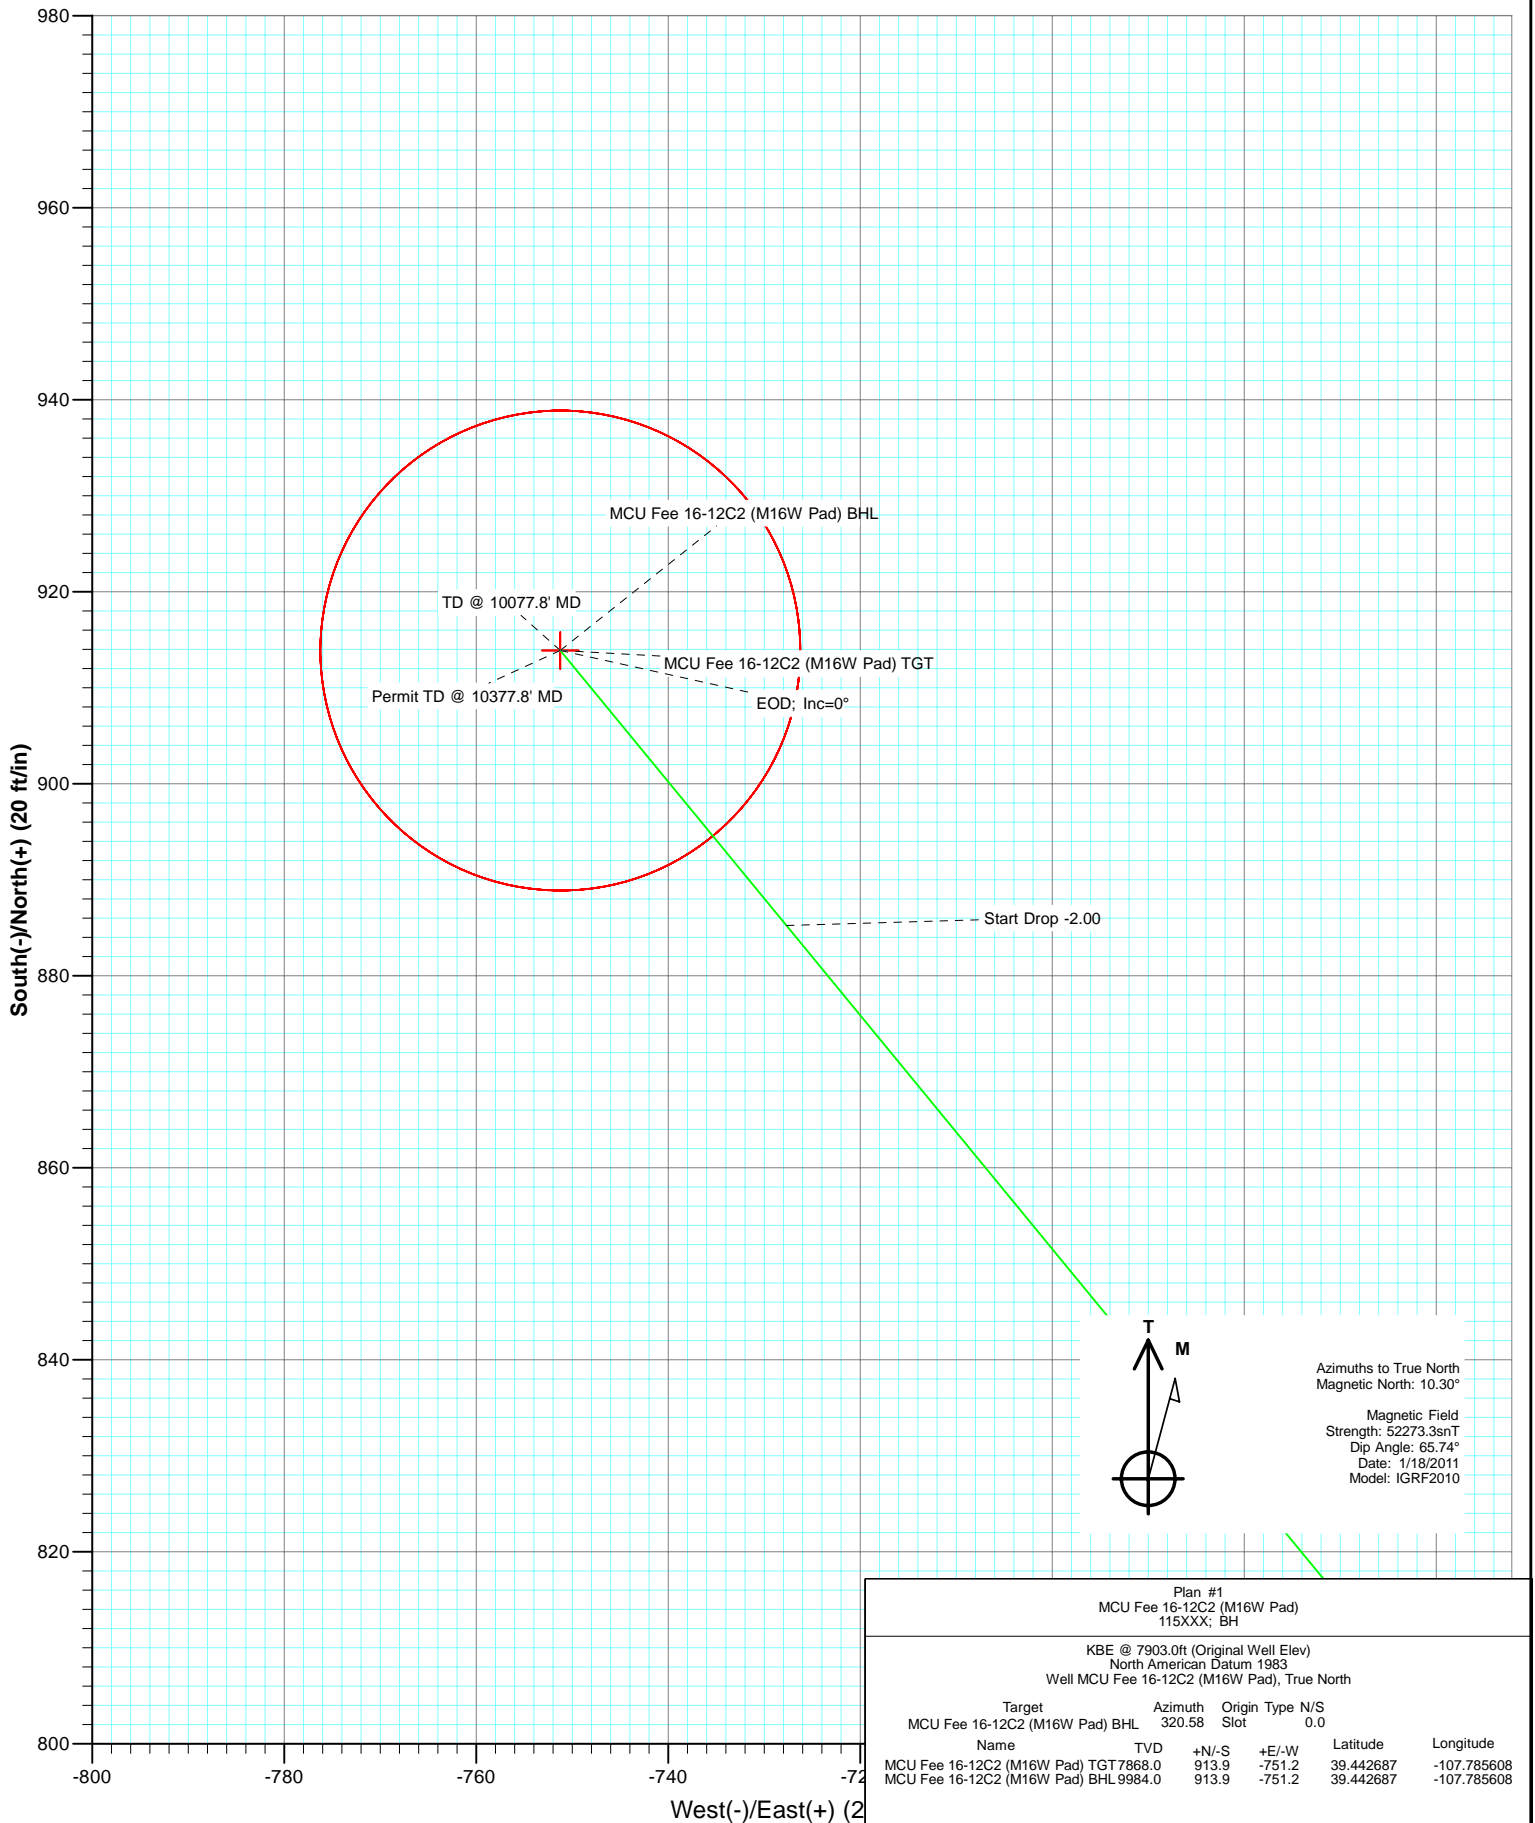 980
960
940
920
900
880
860
840
820
800
South(-)/North(+) (20 ft/in)
-800
-780
-760
-740
-72
West(-)/East(+) (2
MCU Fee 16-12C2 (M16W Pad) BHL
TD @ 10077.8' MD
MCU Fee 16-12C2 (M16W Pad) TGT
Permit TD @ 10377.8' MD
EOD; Inc=0°
Start Drop -2.00
T
M
Azimuths to True North
Magnetic North: 10.30°
Magnetic Field
Strength: 52273.3snT
Dip Angle: 65.74°
Date: 1/18/2011
Model: IGRF2010
Plan #1
MCU Fee 16-12C2 (M16W Pad)
115XXX; BH
KBE @ 7903.0ft (Original Well Elev)
North American Datum 1983
Well MCU Fee 16-12C2 (M16W Pad), True North
Target Azimuth Origin Type N/S
MCU Fee 16-12C2 (M16W Pad) BHL 320.58 Slot 0.0
Name TVD +N/-S +E/-W Latitude Longitude
MCU Fee 16-12C2 (M16W Pad) TGT 7868.0 913.9 -751.2 39.442687 -107.785608
MCU Fee 16-12C2 (M16W Pad) BHL 9984.0 913.9 -751.2 39.442687 -107.785608